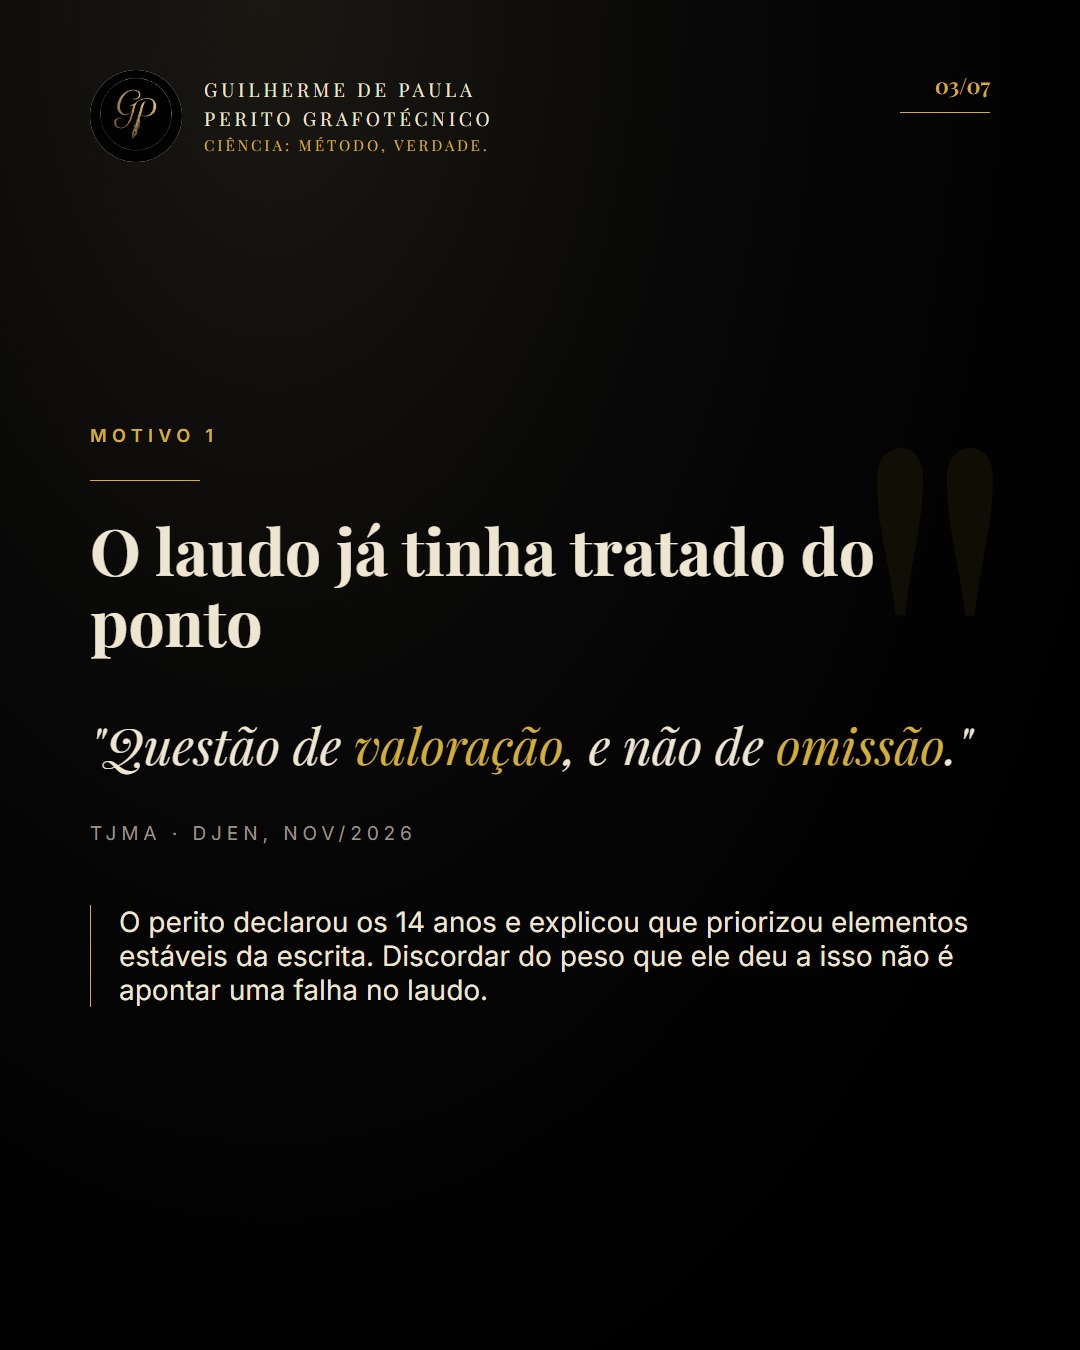 GP
GUILHERME DE PAULA
PERITO GRAFOTÉCNICO
CIÊNCIA: MÉTODO, VERDADE.
03/07
MOTIVO 1
O laudo já tinha tratado do
ponto
"Questão de valoração, e não de omissão."
TJMA · DJEN, NOV/2026
O perito declarou os 14 anos e explicou que priorizou elementos
estáveis da escrita. Discordar do peso que ele deu a isso não é
apontar uma falha no laudo.